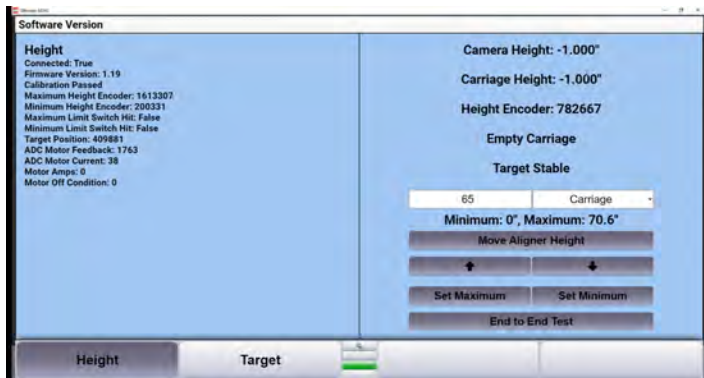 Software Version
Height
Connected: True
Firmware Version: 1.19
Calibration Passed
Maximum Height Encoder: 1613307
Minimum Height Encoder: 200331
Maximum Limit Switch Hit: False
Minimum Limit Switch Hit: False
Target Position: 409881
ADC Motor Feedback: 1763
ADC Motor Current: 38
Motor Amps: 0
Motor Off Condition: 0
Camera Height: -1.000"
Carriage Height: -1.000"
Height Encoder: 782667
Empty Carriage
Target Stable
65 Carriage
Minimum: 0", Maximum: 70.6"
Move Aligner Height
Set Maximum Set Minimum
End to End Test
Height Target